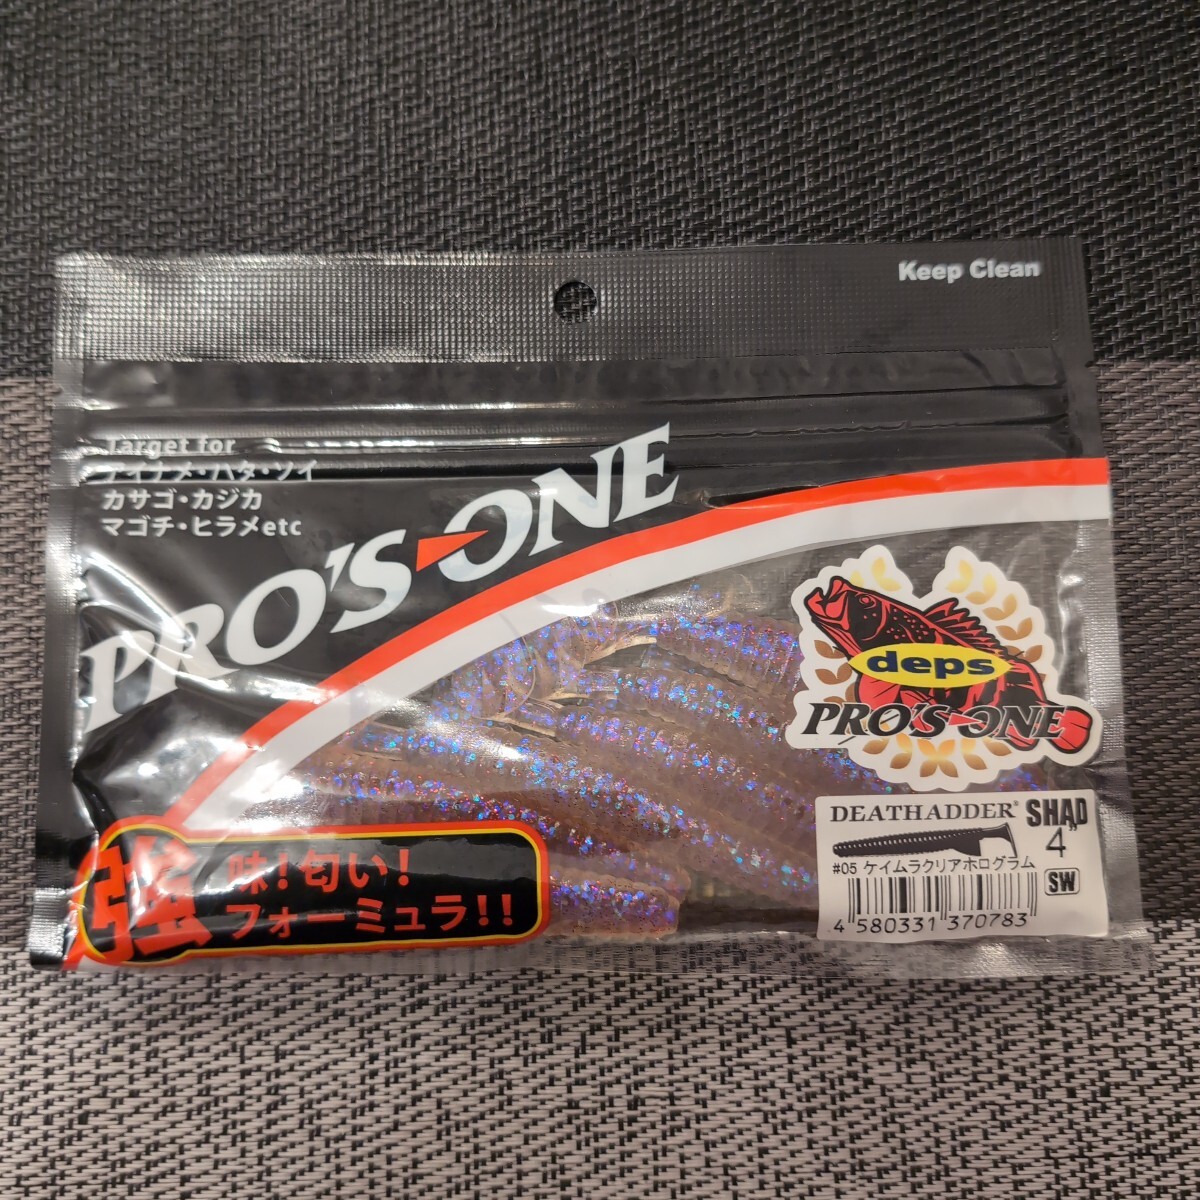 Keep Clean
Target for
アイナメ・ハタ・ソイ
カサゴ・カジカ
マゴチ・ヒラメetc
PRO'S-ONE
deps
PRO'S-ONE
強
味!匂い!
フォーミュラ!!
DEATHADDER® SHAD
4"
#05 ケイムラクリアホログラム
SW
4 580331 370783